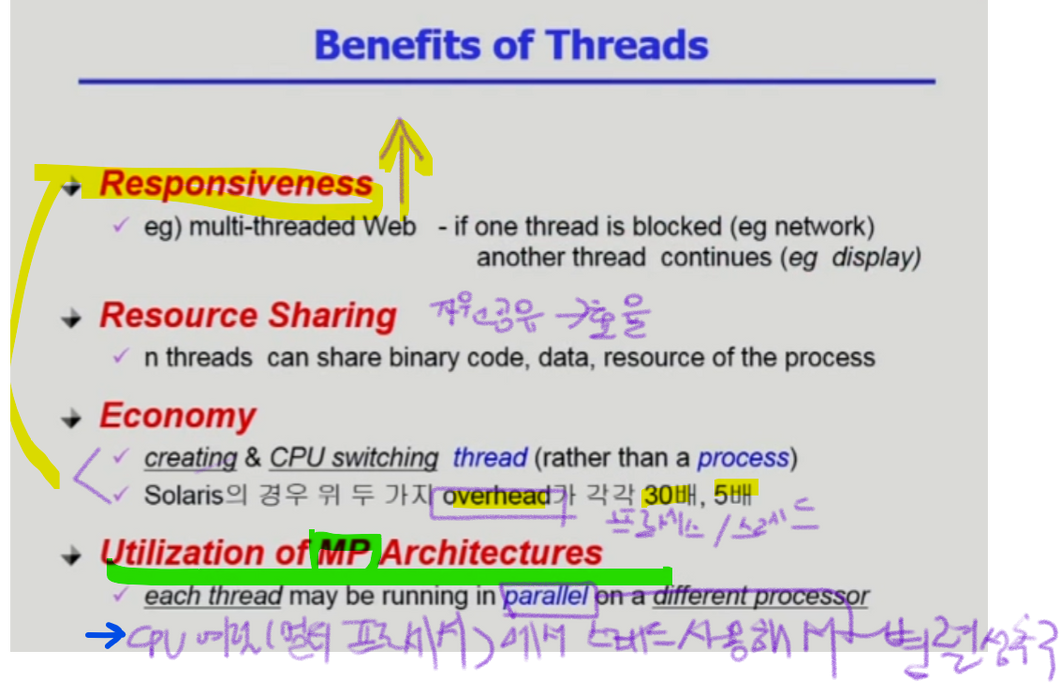 Benefits of Threads
Responsiveness
eg) multi-threaded Web - if one thread is blocked (eg network)
another thread continues (eg display)
Resource Sharing 자원공유 → 효율
n threads can share binary code, data, resource of the process
Economy
creating & CPU switching thread (rather than a process)
Solaris의 경우 위 두 가지 overhead가 각각 30배, 5배
프로세스 / 스레드
Utilization of MP Architectures
each thread may be running in parallel on a different processor
→ CPU 여럿 (멀티 프로세서) 에서 스레드 사용해 병렬성추구